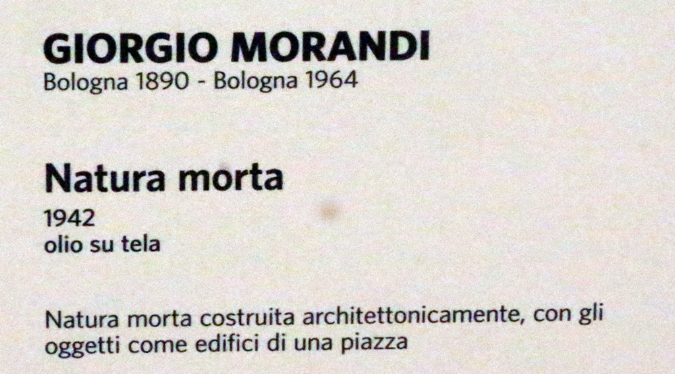 GIORGIO MORANDI
Bologna 1890 - Bologna 1964
Natura morta
1942
olio su tela
Natura morta costruita architettonicamente, con gli
oggetti come edifici di una piazza